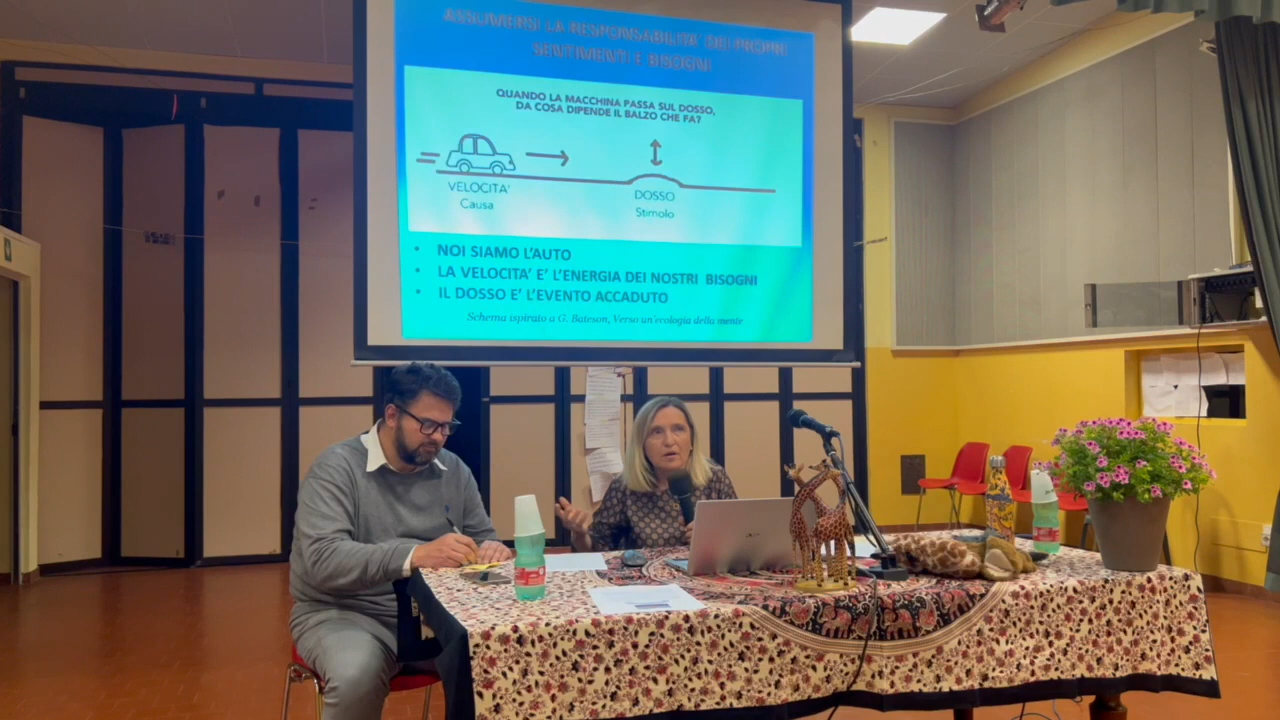 ASSUMERSI LA RESPONSABILITA' DEI PROPRI
SENTIMENTI E BISOGNI
QUANDO LA MACCHINA PASSA SUL DOSSO,
DA COSA DIPENDE IL BALZO CHE FA?
VELOCITA'
Causa
DOSSO
Stimolo
• NOI SIAMO L'AUTO
• LA VELOCITA' E' L'ENERGIA DEI NOSTRI BISOGNI
• IL DOSSO E' L'EVENTO ACCADUTO
Schema ispirato a G. Bateson, Verso un'ecologia della mente